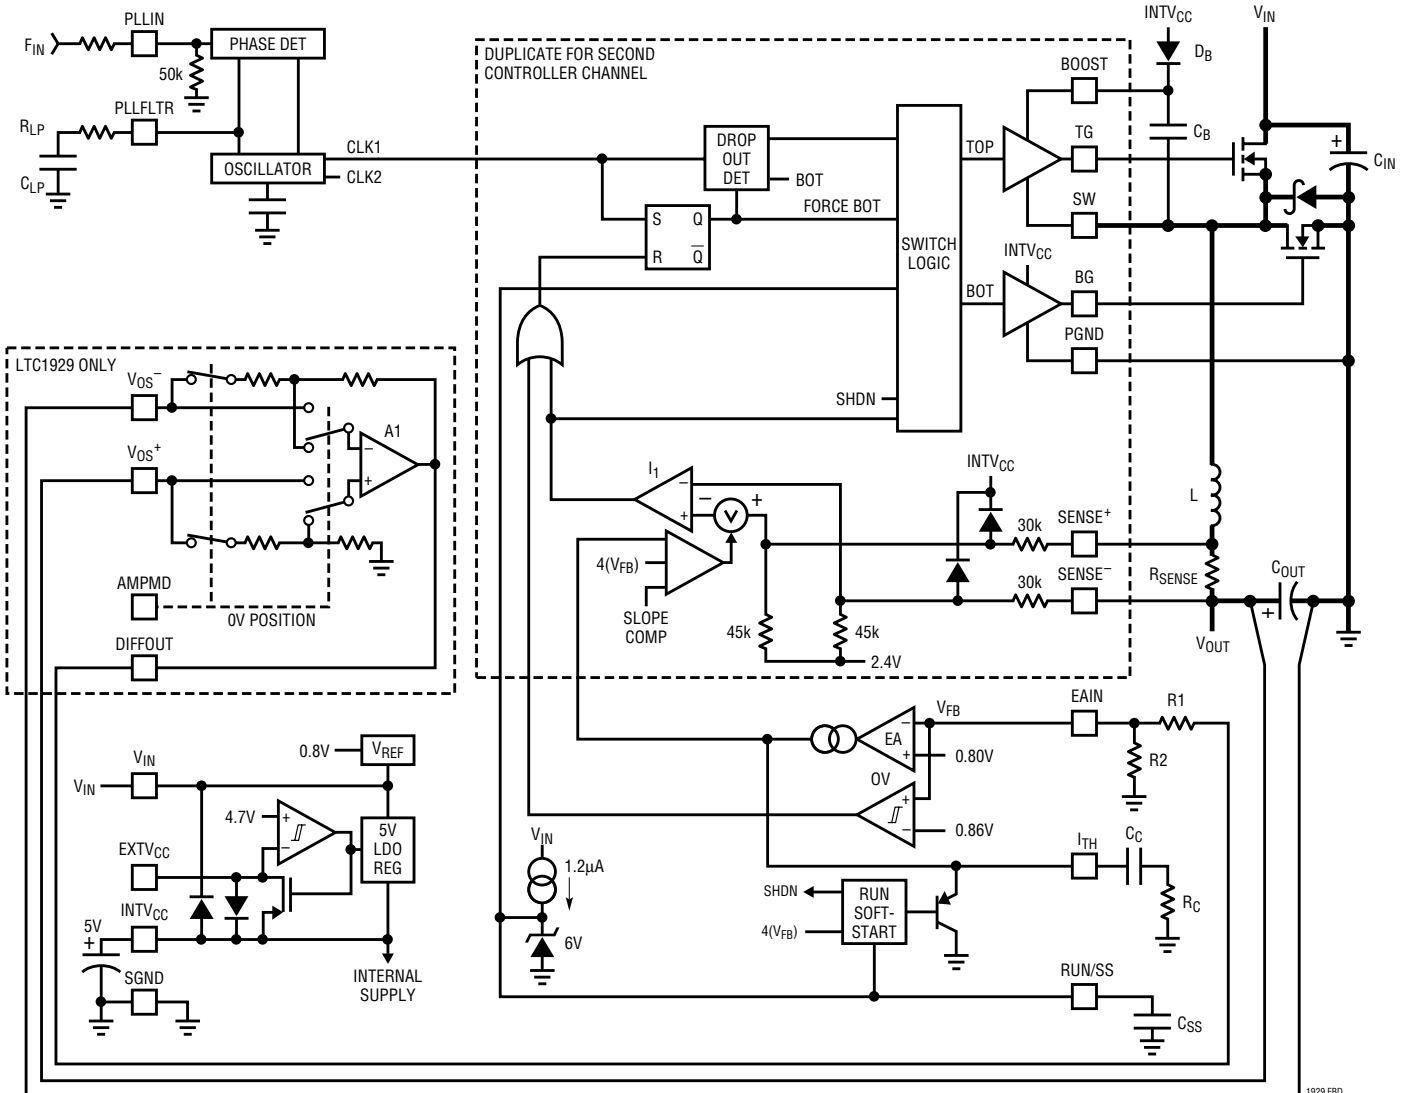 PLLIN
F_IN
PHASE DET
50k
PLLFLTR
R_LP
C_LP
OSCILLATOR
CLK1
CLK2
DUPLICATE FOR SECOND
CONTROLLER CHANNEL
DROP
OUT
DET
BOT
S Q
R Q̅
FORCE BOT
SWITCH
LOGIC
TOP
BOT
SHDN
INTV_CC
BOOST
TG
SW
INTV_CC
BG
PGND
INTV_CC
D_B
C_B
V_IN
+
C_IN
LTC1929 ONLY
V_OS⁻
V_OS⁺
A1
−
+
AMPMD
0V POSITION
DIFFOUT
I_1
−
+
−
+
V
4(V_FB)
SLOPE
COMP
45k
45k
2.4V
INTV_CC
30k
SENSE⁺
30k
SENSE⁻
L
R_SENSE
C_OUT
+
V_OUT
EAIN
R1
R2
V_FB
EA
−
+
0.80V
OV
+
−
0.86V
I_TH
C_C
R_C
V_IN
1.2µA
6V
SHDN
4(V_FB)
RUN
SOFT-
START
RUN/SS
C_SS
V_IN
V_IN
0.8V
V_REF
4.7V
+
−
5V
LDO
REG
EXTV_CC
INTV_CC
5V
+
SGND
INTERNAL
SUPPLY
1929 FBD